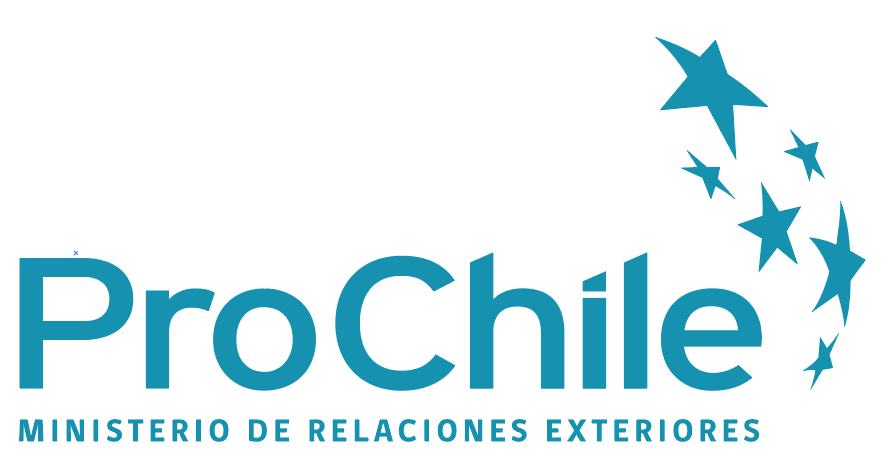 ProChile
MINISTERIO DE RELACIONES EXTERIORES